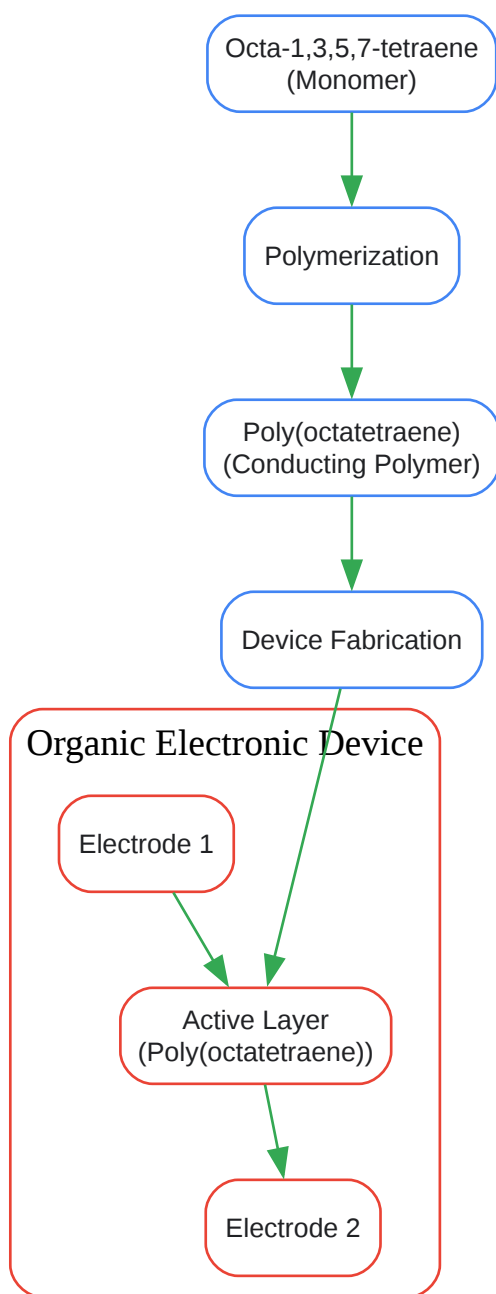 Octa-1,3,5,7-tetraene
(Monomer)
Polymerization
Poly(octatetraene)
(Conducting Polymer)
Device Fabrication
Organic Electronic Device
Electrode 1
Active Layer
(Poly(octatetraene))
Electrode 2